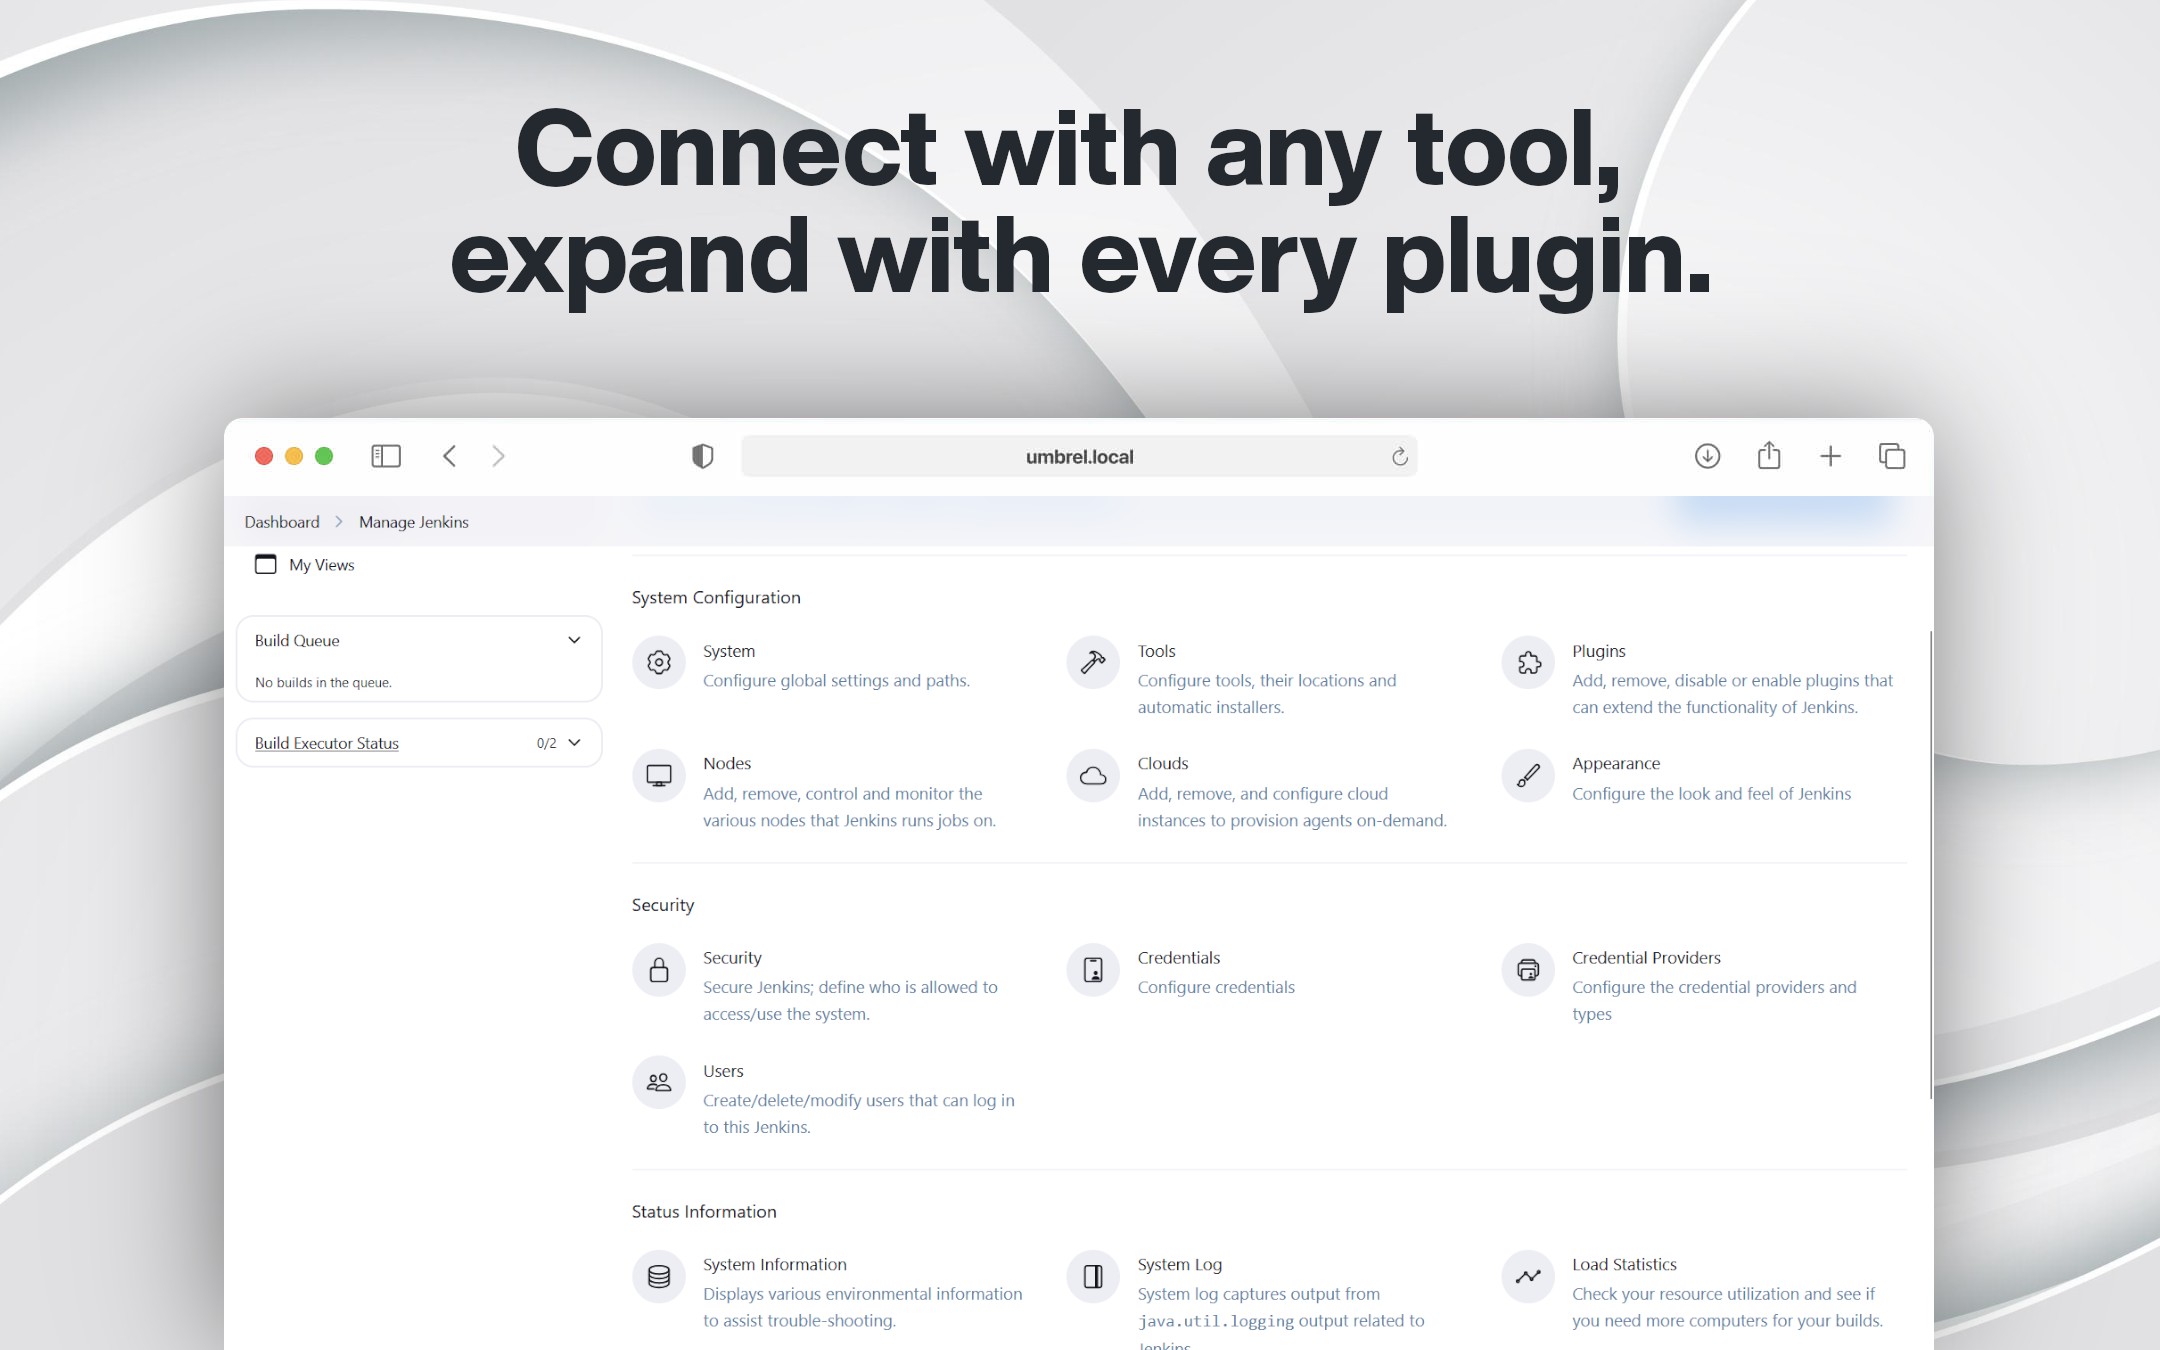 Connect with any tool,
expand with every plugin.
umbrel.local
Dashboard
Manage Jenkins
My Views
Build Queue
No builds in the queue.
Build Executor Status
0/2
System Configuration
System
Configure global settings and paths.
Tools
Configure tools, their locations and
automatic installers.
Plugins
Add, remove, disable or enable plugins that
can extend the functionality of Jenkins.
Nodes
Add, remove, control and monitor the
various nodes that Jenkins runs jobs on.
Clouds
Add, remove, and configure cloud
instances to provision agents on-demand.
Appearance
Configure the look and feel of Jenkins
Security
Security
Secure Jenkins; define who is allowed to
access/use the system.
Credentials
Configure credentials
Credential Providers
Configure the credential providers and
types
Users
Create/delete/modify users that can log in
to this Jenkins.
Status Information
System Information
Displays various environmental information
to assist trouble-shooting.
System Log
System log captures output from
java.util.logging output related to
Jenkins
Load Statistics
Check your resource utilization and see if
you need more computers for your builds.